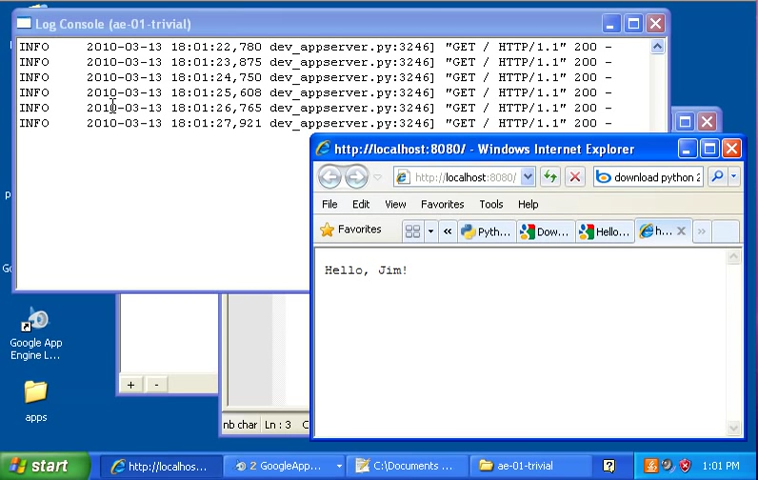 Log Console (ae-01-trivial)
INFO 2010-03-13 18:01:22,780 dev_appserver.py:3246] "GET / HTTP/1.1" 200 -
INFO 2010-03-13 18:01:23,875 dev_appserver.py:3246] "GET / HTTP/1.1" 200 -
INFO 2010-03-13 18:01:24,750 dev_appserver.py:3246] "GET / HTTP/1.1" 200 -
INFO 2010-03-13 18:01:25,608 dev_appserver.py:3246] "GET / HTTP/1.1" 200 -
INFO 2010-03-13 18:01:26,765 dev_appserver.py:3246] "GET / HTTP/1.1" 200 -
INFO 2010-03-13 18:01:27,921 dev_appserver.py:3246] "GET / HTTP/1.1" 200 -
http://localhost:8080/ - Windows Internet Explorer
http://localhost:8080/
download python 2
File Edit View Favorites Tools Help
Favorites
« Pyth... Dow... Hello... h... »
Hello, Jim!
Google App
Engine L...
apps
+ -
nb char Ln : 3
start
http://localhos...
2 GoogleApp...
C:\Documents ...
ae-01-trivial
1:01 PM